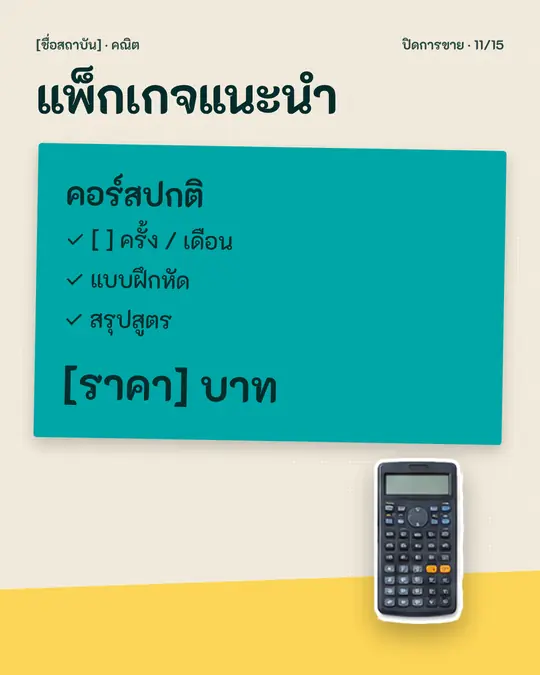 [ชื่อสถาบัน] · คณิต
ปิดการขาย · 11/15
แพ็กเกจแนะนำ
คอร์สปกติ
✓ [ ] ครั้ง / เดือน
✓ แบบฝึกหัด
✓ สรุปสูตร
[ราคา] บาท